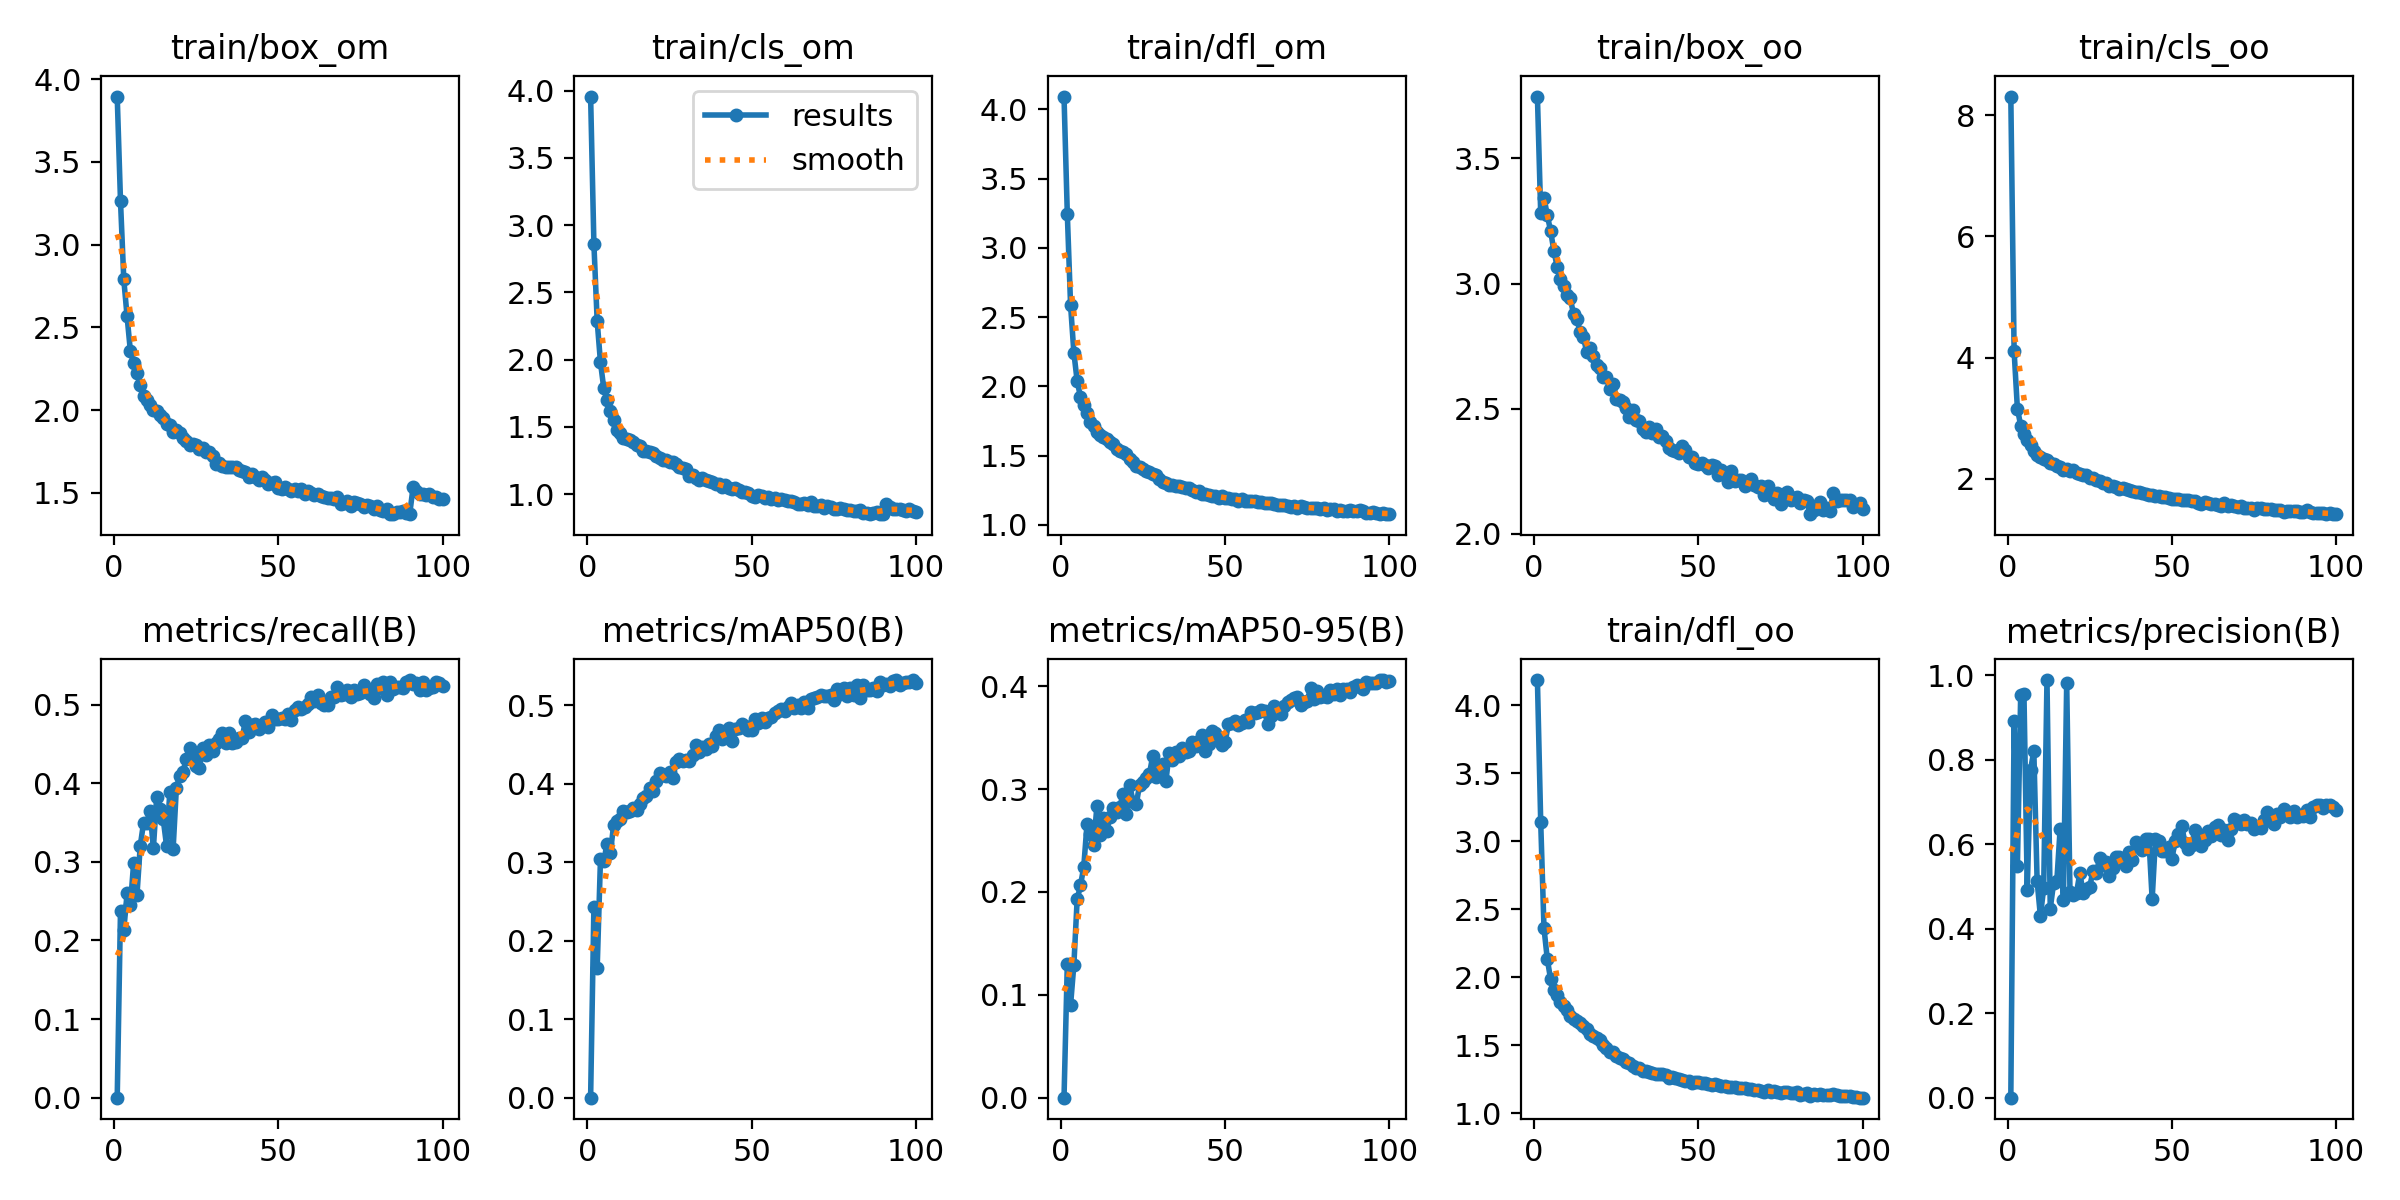 train/box_om
4.0
3.5
3.0
2.5
2.0
1.5
0 50 100
train/cls_om
results
smooth
4.0
3.5
3.0
2.5
2.0
1.5
1.0
0 50 100
train/dfl_om
4.0
3.5
3.0
2.5
2.0
1.5
1.0
0 50 100
train/box_oo
3.5
3.0
2.5
2.0
0 50 100
train/cls_oo
8
6
4
2
0 50 100
metrics/recall(B)
0.5
0.4
0.3
0.2
0.1
0.0
0 50 100
metrics/mAP50(B)
0.5
0.4
0.3
0.2
0.1
0.0
0 50 100
metrics/mAP50-95(B)
0.4
0.3
0.2
0.1
0.0
0 50 100
train/dfl_oo
4.0
3.5
3.0
2.5
2.0
1.5
1.0
0 50 100
metrics/precision(B)
1.0
0.8
0.6
0.4
0.2
0.0
0 50 100